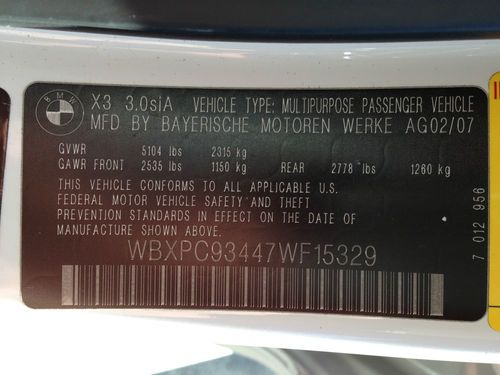 BMW
X3 3.0siA VEHICLE TYPE: MULTIPURPOSE PASSENGER VEHICLE
MFD BY BAYERISCHE MOTOREN WERKE AG02/07
GVWR 5104 lbs 2315 kg
GAWR FRONT 2535 lbs 1150 kg REAR 2778 lbs 1260 kg
THIS VEHICLE CONFORMS TO ALL APPLICABLE
FEDERAL MOTOR VEHICLE SAFETY AND THEFT
PREVENTION STANDARDS IN EFFECT ON THE DATE OF
MANUFACTURE SHOWN ABOVE.
WBXPC93447WF15329
7 012 956